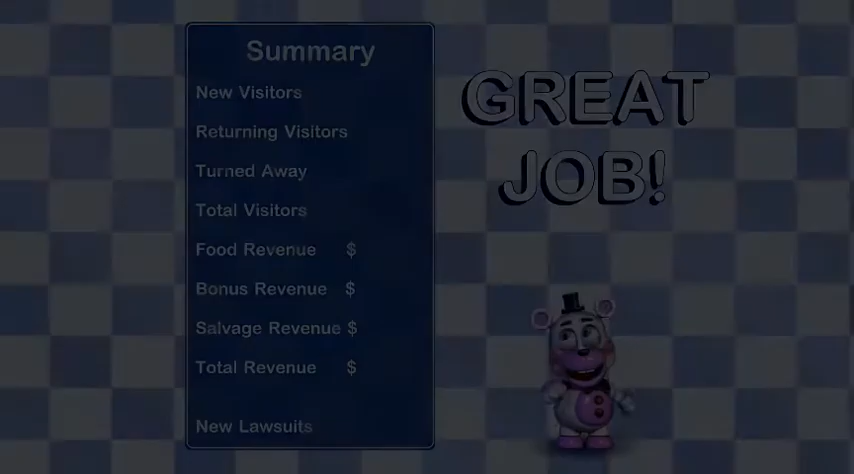 Summary
New Visitors
Returning Visitors
Turned Away
Total Visitors
Food Revenue $
Bonus Revenue $
Salvage Revenue $
Total Revenue $
New Lawsuits
GREAT
JOB!